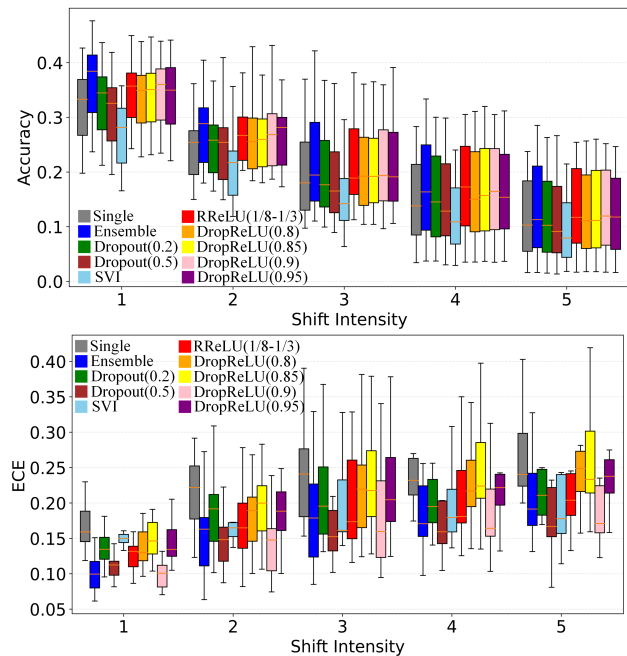 0.4
0.3
0.2
0.1
0.0
Accuracy
Single
Ensemble
Dropout(0.2)
Dropout(0.5)
SVI
RReLU(1/8-1/3)
DropReLU(0.8)
DropReLU(0.85)
DropReLU(0.9)
DropReLU(0.95)
1 2 3 4 5
Shift Intensity
0.40
0.35
0.30
0.25
0.20
0.15
0.10
0.05
ECE
Single
Ensemble
Dropout(0.2)
Dropout(0.5)
SVI
RReLU(1/8-1/3)
DropReLU(0.8)
DropReLU(0.85)
DropReLU(0.9)
DropReLU(0.95)
1 2 3 4 5
Shift Intensity